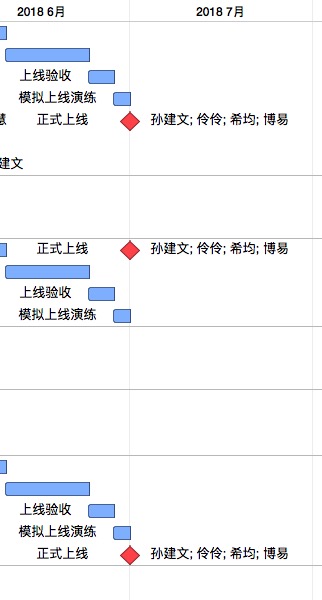 2018 6月 2018 7月
上线验收
模拟上线演练
慧 正式上线 孙建文; 伶伶; 希均; 博易
建文
正式上线 孙建文; 伶伶; 希均; 博易
上线验收
模拟上线演练
上线验收
模拟上线演练
正式上线 孙建文; 伶伶; 希均; 博易